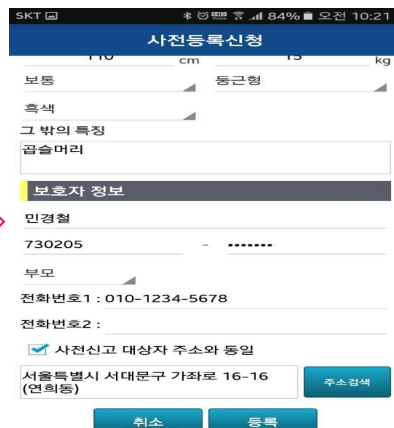 SKT 84% 오전 10:21
사전등록신청
110 cm 15 kg
보통 둥근형
흑색
그 밖의 특징
곱슬머리
보호자 정보
민경철
730205 - •••••••
부모
전화번호1 : 010-1234-5678
전화번호2 :
사전신고 대상자 주소와 동일
서울특별시 서대문구 가좌로 16-16
(연희동)
주소검색
취소 등록